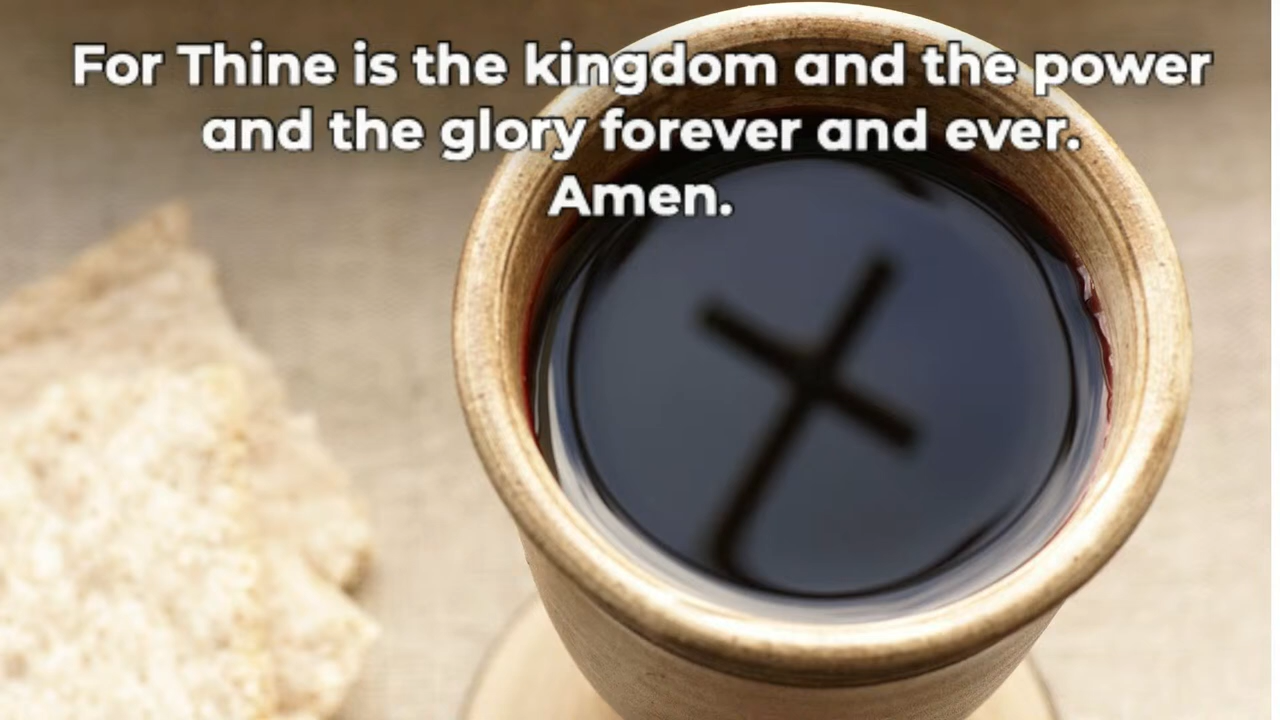 For Thine is the kingdom and the power
and the glory forever and ever.
Amen.